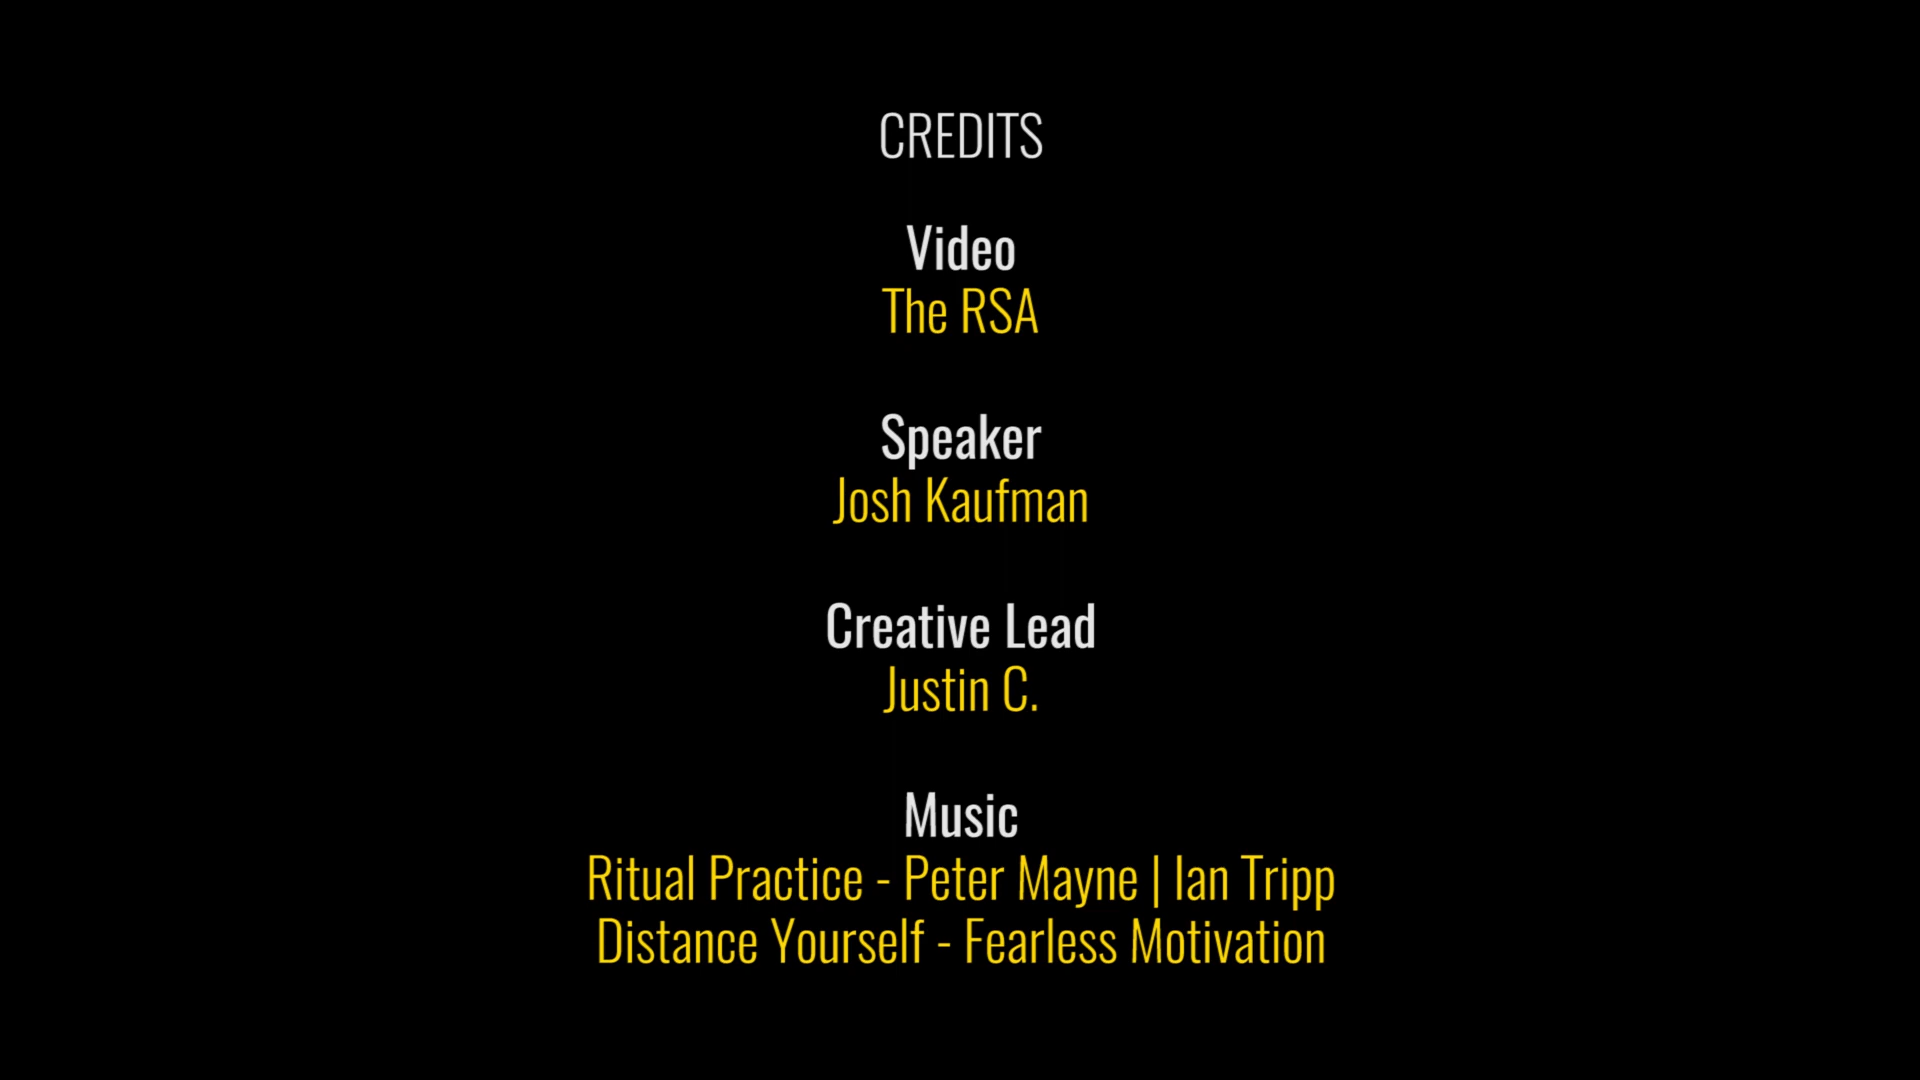 CREDITS
Video
The RSA
Speaker
Josh Kaufman
Creative Lead
Justin C.
Music
Ritual Practice - Peter Mayne | Ian Tripp
Distance Yourself - Fearless Motivation